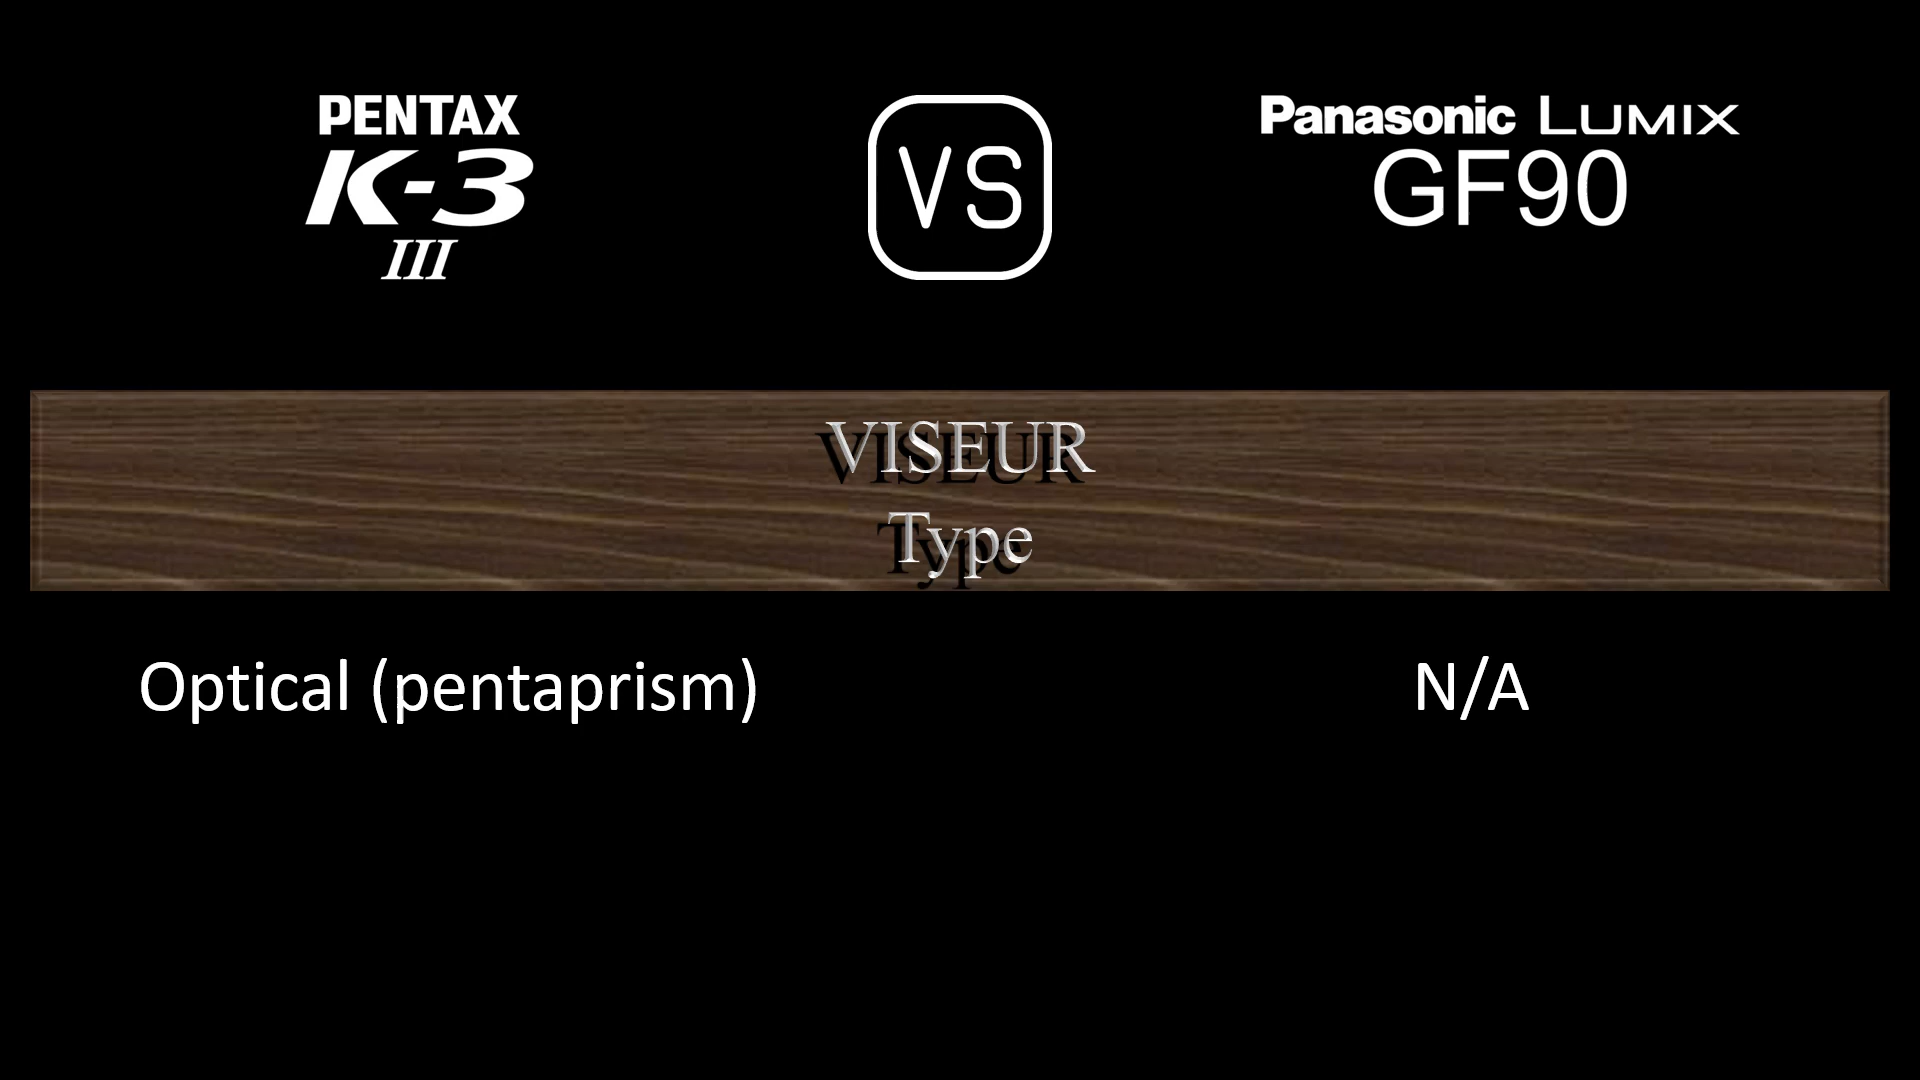 PENTAX
K-3
III
VS
Panasonic LUMIX
GF90
VISEUR
Type
Optical (pentaprism)
N/A